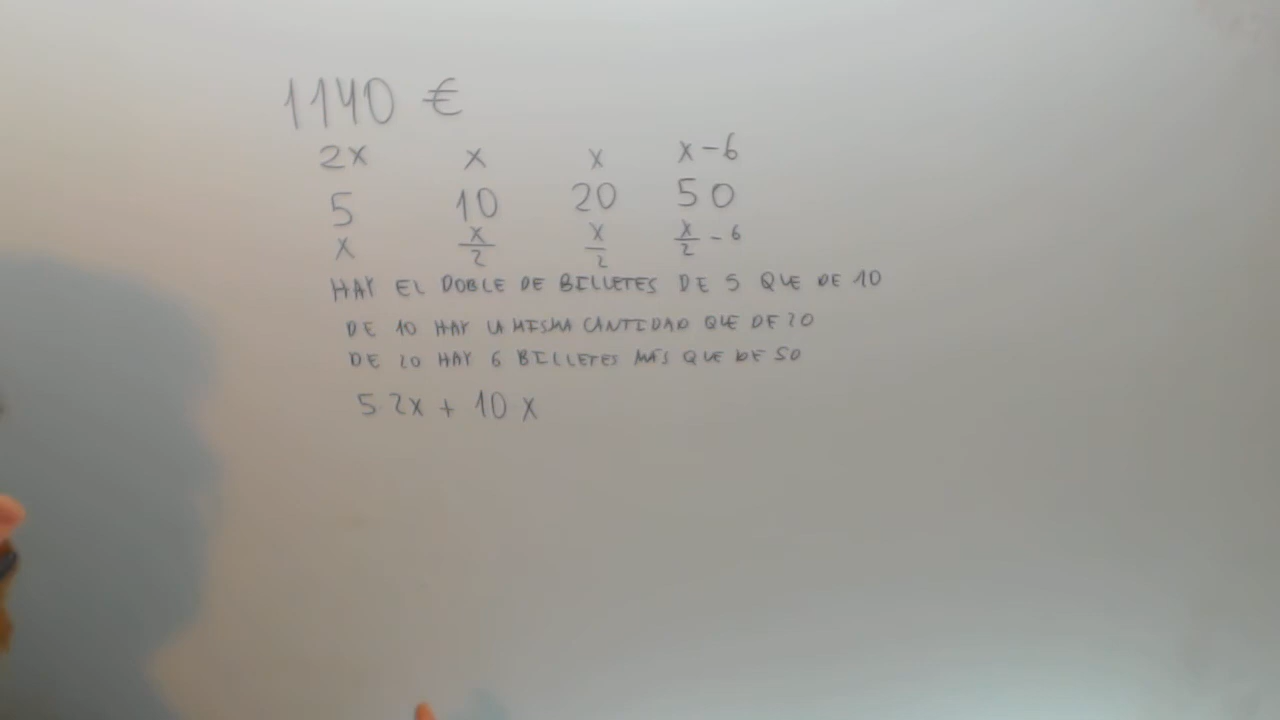 1140 €
2x x x x-6
5 10 20 50
x x/2 x/2 x/2 - 6
HAY EL DOBLE DE BILLETES DE 5 QUE DE 10
DE 10 HAY LA MISMA CANTIDAD QUE DE 20
DE 20 HAY 6 BILLETES MÁS QUE DE 50
5·2x + 10x